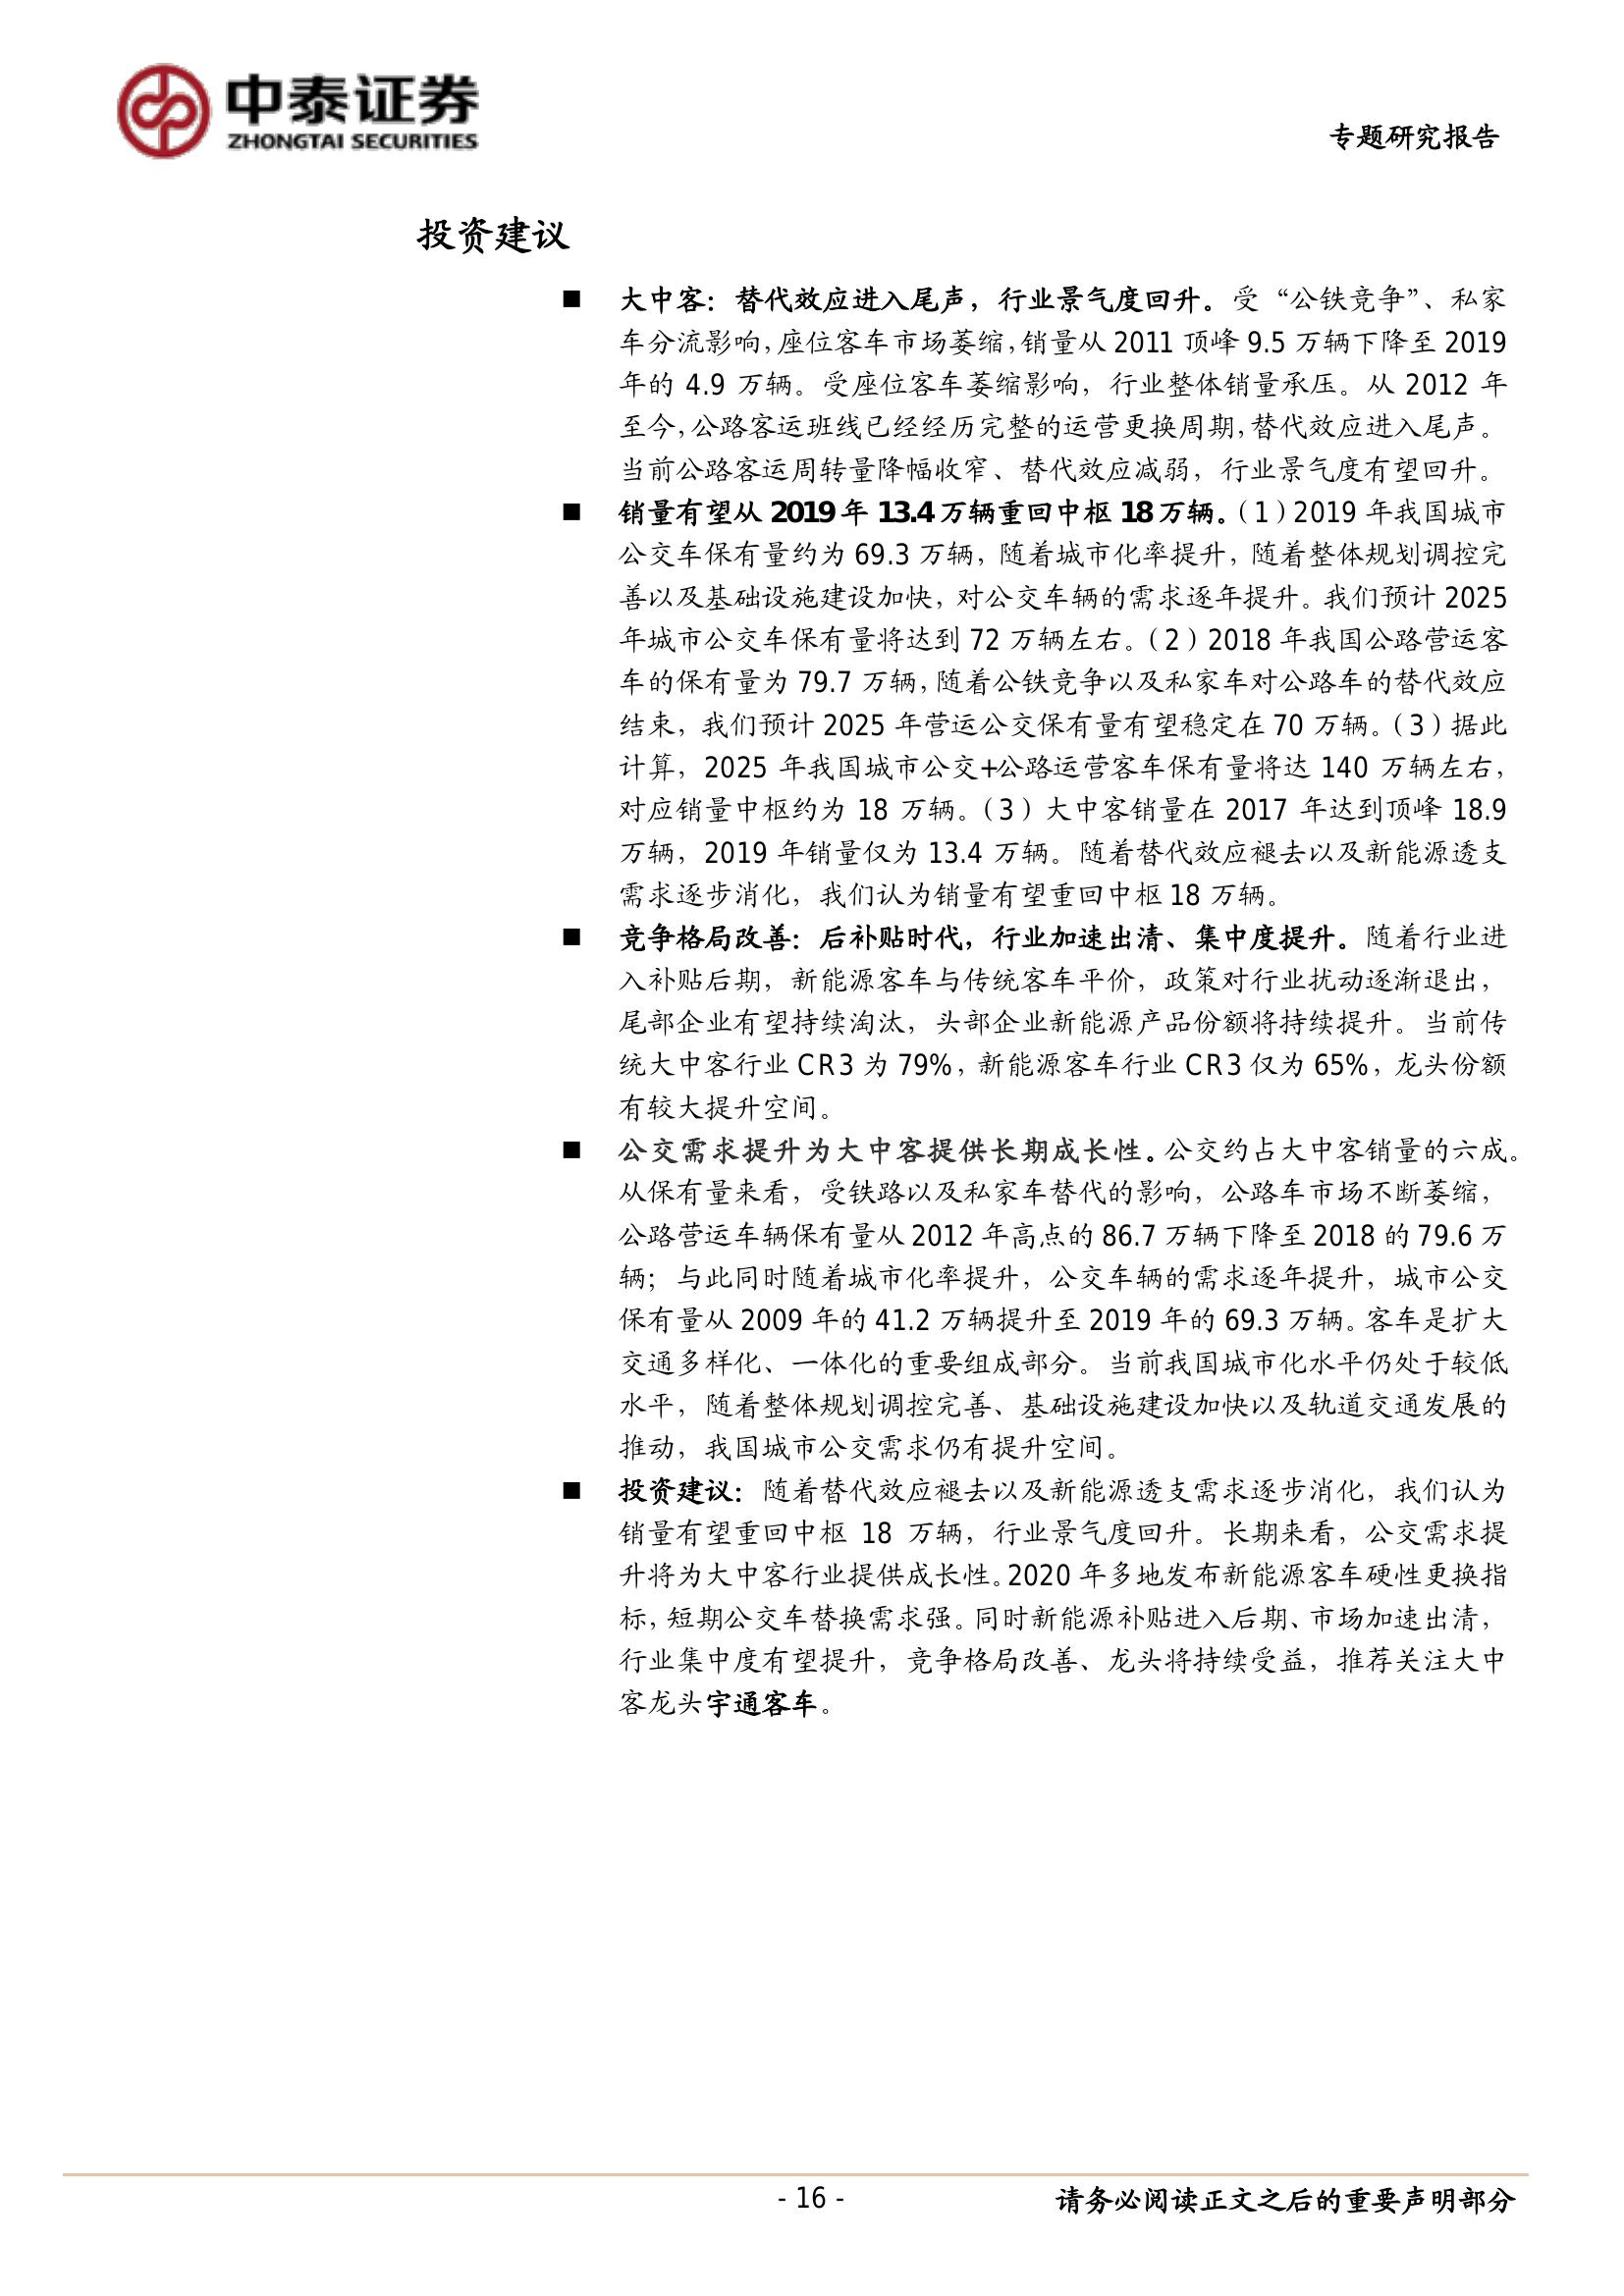 中泰证券
ZHONGTAI SECURITIES
专题研究报告
投资建议
■ 大中客：替代效应进入尾声，行业景气度回升。受“公铁竞争”、私家
车分流影响，座位客车市场萎缩，销量从 2011 顶峰 9.5 万辆下降至 2019
年的 4.9 万辆。受座位客车萎缩影响，行业整体销量承压。从 2012 年
至今，公路客运班线已经经历完整的运营更换周期，替代效应进入尾声。
当前公路客运周转量降幅收窄、替代效应减弱，行业景气度有望回升。
■ 销量有望从 2019 年 13.4 万辆重回中枢 18 万辆。（1）2019 年我国城市
公交车保有量约为 69.3 万辆，随着城市化率提升，随着整体规划调控完
善以及基础设施建设加快，对公交车辆的需求逐年提升。我们预计 2025
年城市公交车保有量将达到 72 万辆左右。（2）2018 年我国公路营运客
车的保有量为 79.7 万辆，随着公铁竞争以及私家车对公路车的替代效应
结束，我们预计 2025 年营运公交保有量有望稳定在 70 万辆。（3）据此
计算，2025 年我国城市公交+公路运营客车保有量将达 140 万辆左右，
对应销量中枢约为 18 万辆。（3）大中客销量在 2017 年达到顶峰 18.9
万辆，2019 年销量仅为 13.4 万辆。随着替代效应褪去以及新能源透支
需求逐步消化，我们认为销量有望重回中枢 18 万辆。
■ 竞争格局改善：后补贴时代，行业加速出清、集中度提升。随着行业进
入补贴后期，新能源客车与传统客车平价，政策对行业扰动逐渐退出，
尾部企业有望持续淘汰，头部企业新能源产品份额将持续提升。当前传
统大中客行业 CR3 为 79%，新能源客车行业 CR3 仅为 65%，龙头份额
有较大提升空间。
■ 公交需求提升为大中客提供长期成长性。公交约占大中客销量的六成。
从保有量来看，受铁路以及私家车替代的影响，公路车市场不断萎缩，
公路营运车辆保有量从 2012 年高点的 86.7 万辆下降至 2018 的 79.6 万
辆；与此同时随着城市化率提升，公交车辆的需求逐年提升，城市公交
保有量从 2009 年的 41.2 万辆提升至 2019 年的 69.3 万辆。客车是扩大
交通多样化、一体化的重要组成部分。当前我国城市化水平仍处于较低
水平，随着整体规划调控完善、基础设施建设加快以及轨道交通发展的
推动，我国城市公交需求仍有提升空间。
■ 投资建议：随着替代效应褪去以及新能源透支需求逐步消化，我们认为
销量有望重回中枢 18 万辆，行业景气度回升。长期来看，公交需求提
升将为大中客行业提供成长性。2020 年多地发布新能源客车硬性更换指
标，短期公交车替换需求强。同时新能源补贴进入后期、市场加速出清，
行业集中度有望提升，竞争格局改善、龙头将持续受益，推荐关注大中
客龙头宇通客车。
- 16 -
请务必阅读正文之后的重要声明部分